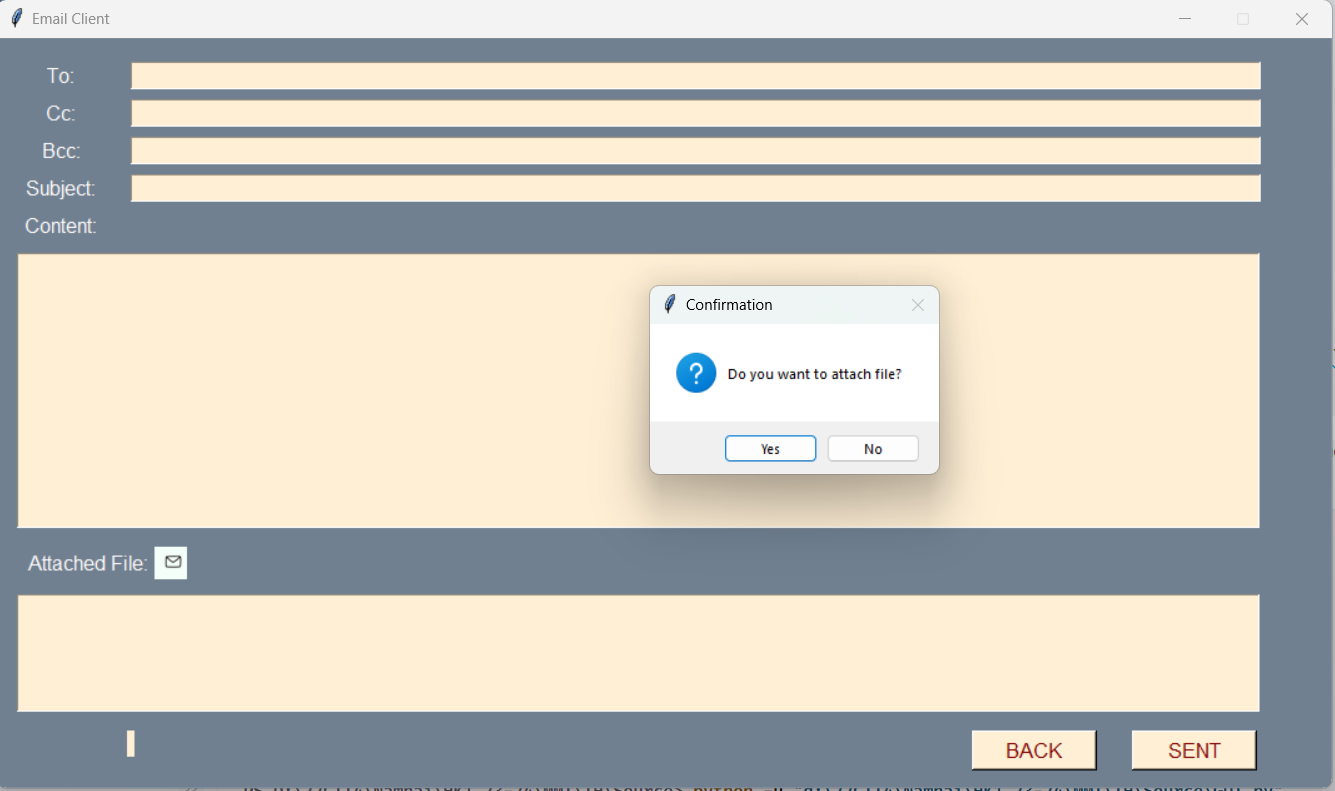 Email Client
To:
Cc:
Bcc:
Subject:
Content:
Confirmation
?
Do you want to attach file?
Yes No
Attached File:
BACK SENT